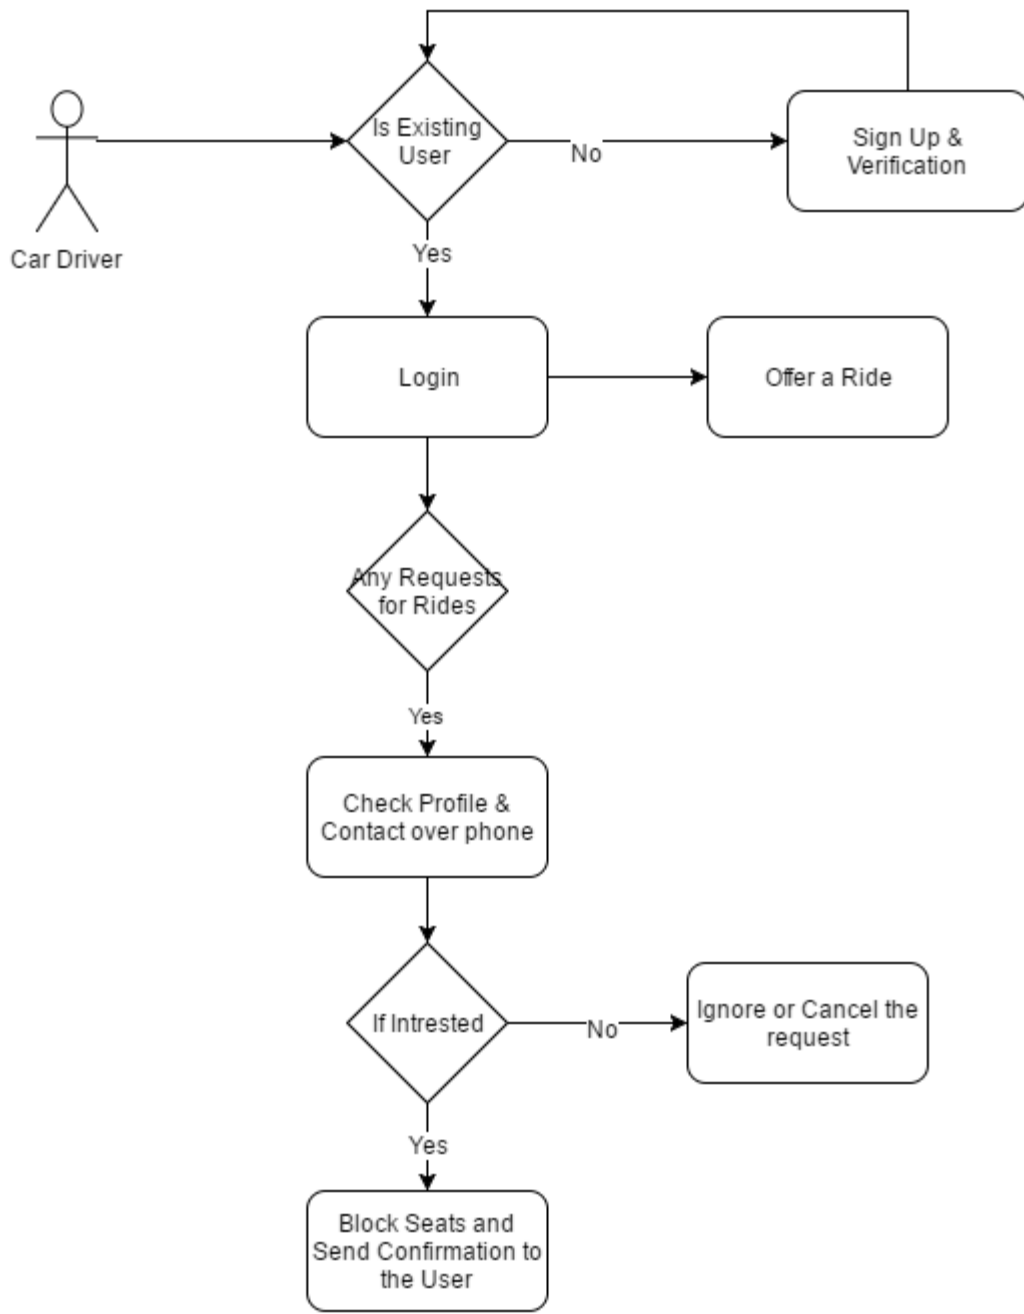 Is Existing
User
No
Sign Up &
Verification
Car Driver
Yes
Login
Offer a Ride
Any Requests
for Rides
Yes
Check Profile &
Contact over phone
If Intrested
No
Ignore or Cancel the
request
Yes
Block Seats and
Send Confirmation to
the User